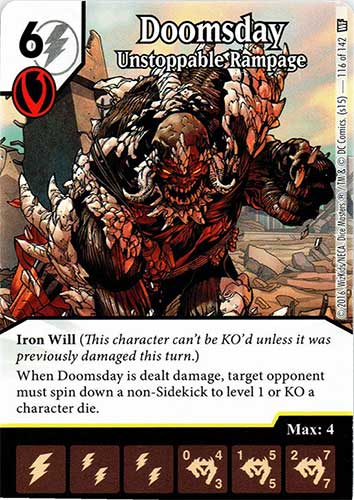 6
Doomsday
Unstoppable Rampage
©2016 WizKids/NECA. Dice Masters® /TM & © DC Comics. (s15) — 116 of 142
Iron Will (This character can't be KO'd unless it was
previously damaged this turn.)
When Doomsday is dealt damage, target opponent
must spin down a non-Sidekick to level 1 or KO a
character die.
Max: 4
0 4 3
1 5 5
2 7 7